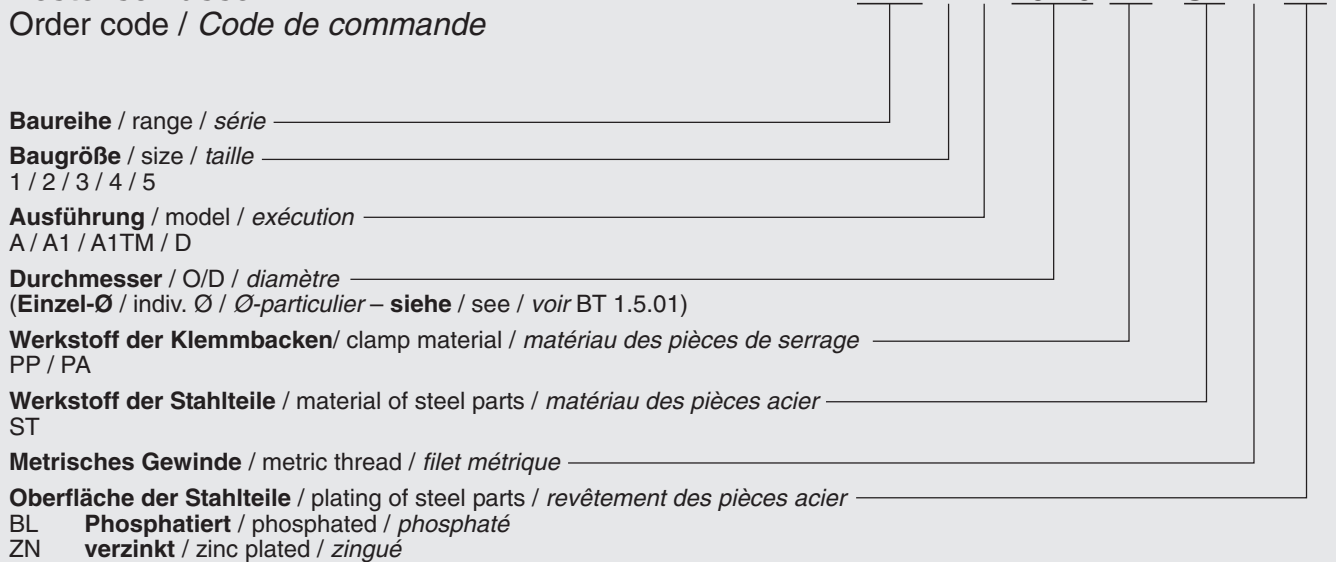 Order code / Code de commande
Baureihe / range / série
Baugröße / size / taille
1 / 2 / 3 / 4 / 5
Ausführung / model / exécution
A / A1 / A1TM / D
Durchmesser / O/D / diamètre
(Einzel-Ø / indiv. Ø / Ø-particulier – siehe / see / voir BT 1.5.01)
Werkstoff der Klemmbacken/ clamp material / matériau des pièces de serrage
PP / PA
Werkstoff der Stahlteile / material of steel parts / matériau des pièces acier
ST
Metrisches Gewinde / metric thread / filet métrique
Oberfläche der Stahlteile / plating of steel parts / revêtement des pièces acier
BL Phosphatiert / phosphated / phosphaté
ZN verzinkt / zinc plated / zingué